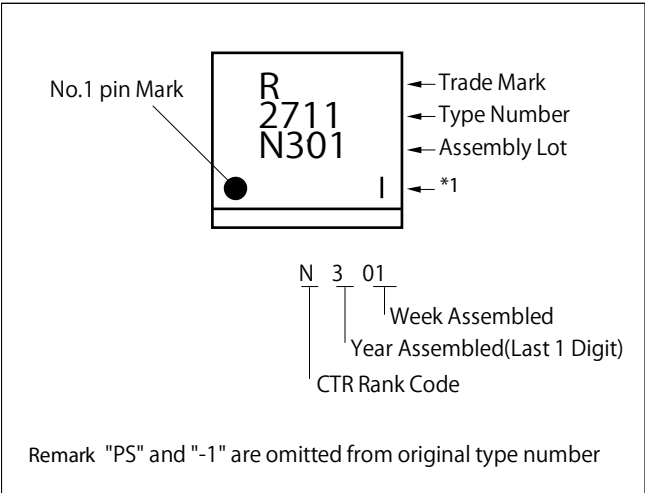 No.1 pin Mark
R
2711
N301
Trade Mark
Type Number
Assembly Lot
*1
N 3 01
Week Assembled
Year Assembled(Last 1 Digit)
CTR Rank Code
Remark "PS" and "-1" are omitted from original type number